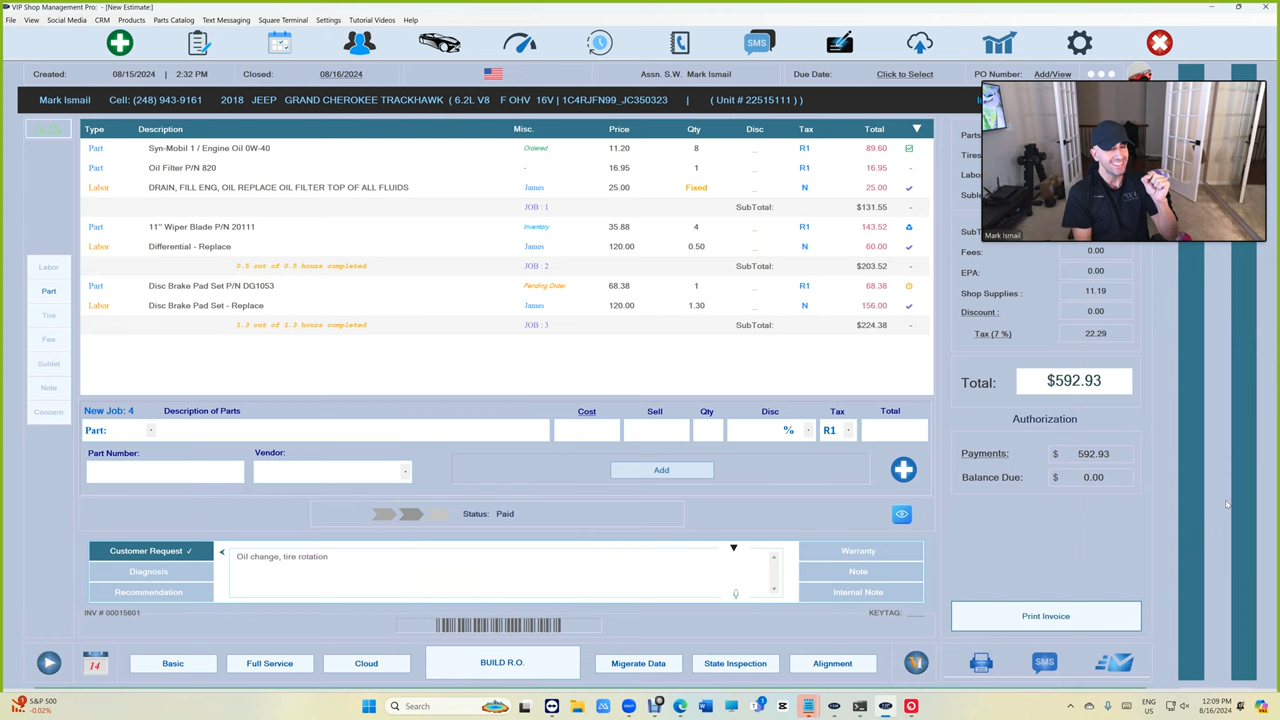 VIP Shop Management Pro: - [New Estimate:]
File View Social Media CRM Products Parts Catalog Text Messaging Square Terminal Settings Tutorial Videos Help
SMS
Created: 08/15/2024 | 2:32 PM Closed: 08/16/2024 Assn. S.W. Mark Ismail Due Date: Click to Select PO Number: Add/View
Mark Ismail Cell: (248) 943-9161 2018 JEEP GRAND CHEROKEE TRACKHAWK ( 6.2L V8 F OHV 16V | 1C4RJFN99_JC350323 | ( Unit # 22515111 ) )
Type Description Misc. Price Qty Disc Tax Total
Part Syn-Mobil 1 / Engine Oil 0W-40 Ordered 11.20 8 _ R1 89.60
Part Oil Filter P/N 820 - 16.95 1 _ R1 16.95 -
Labor DRAIN, FILL ENG, OIL REPLACE OIL FILTER TOP OF ALL FLUIDS James 25.00 Fixed _ N 25.00
JOB : 1 SubTotal: $131.55 -
Part 11" Wiper Blade P/N 20111 Inventory 35.88 4 _ R1 143.52
Labor Differential - Replace James 120.00 0.50 _ N 60.00
0.5 out of 0.5 hours completed JOB : 2 SubTotal: $203.52 -
Part Disc Brake Pad Set P/N DG1053 Pending Order 68.38 1 _ R1 68.38
Labor Disc Brake Pad Set - Replace James 120.00 1.30 _ N 156.00
1.3 out of 1.3 hours completed JOB : 3 SubTotal: $224.38 -
Labor
Part
Tire
Fee
Sublet
Note
Concern
New Job: 4 Description of Parts Cost Sell Qty Disc Tax Total
Part: % R1
Part Number: Vendor:
Add
Status: Paid
Customer Request ✓
Diagnosis
Recommendation
Oil change, tire rotation
Warranty
Note
Internal Note
INV # 00015601 KEYTAG:
Parts
Tires
Labo
Suble
Mark Ismail
SubT
Fees: 0.00
EPA: 0.00
Shop Supplies : 11.19
Discount : 0.00
Tax (7 %) 22.29
Total: $592.93
Authorization
Payments: $ 592.93
Balance Due: $ 0.00
Print Invoice
14 Basic Full Service Cloud BUILD R.O. Migerate Data State Inspection Alignment SMS
S&P 500
-0.02%
Search
ENG
US
12:09 PM
8/16/2024